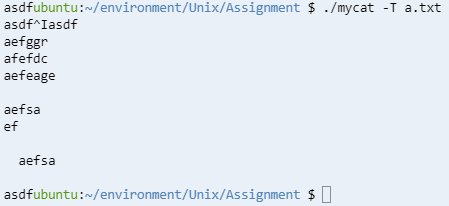 asdfubuntu:~/environment/Unix/Assignment $ ./mycat -T a.txt
asdf^Iasdf
aefggr
afefdc
aefeage

aefsa
ef

  aefsa

asdfubuntu:~/environment/Unix/Assignment $